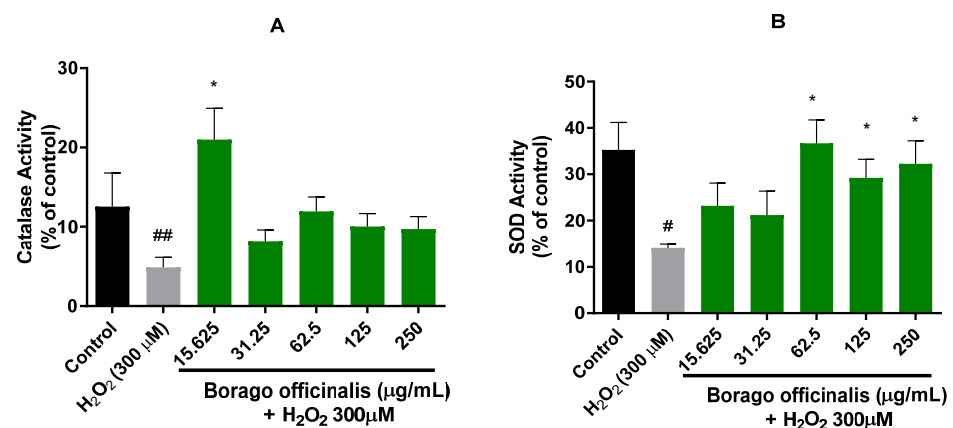 A
Catalase Activity
(% of control)
30
20
10
0
*
##
Control
H₂O₂ (300 μM)
15.625
31.25
62.5
125
250
Borago officinalis (μg/mL)
+ H₂O₂ 300μM
B
SOD Activity
(% of control)
50
40
30
20
10
0
#
*
*
*
Control
H₂O₂ (300 μM)
15.625
31.25
62.5
125
250
Borago officinalis (μg/mL)
+ H₂O₂ 300μM